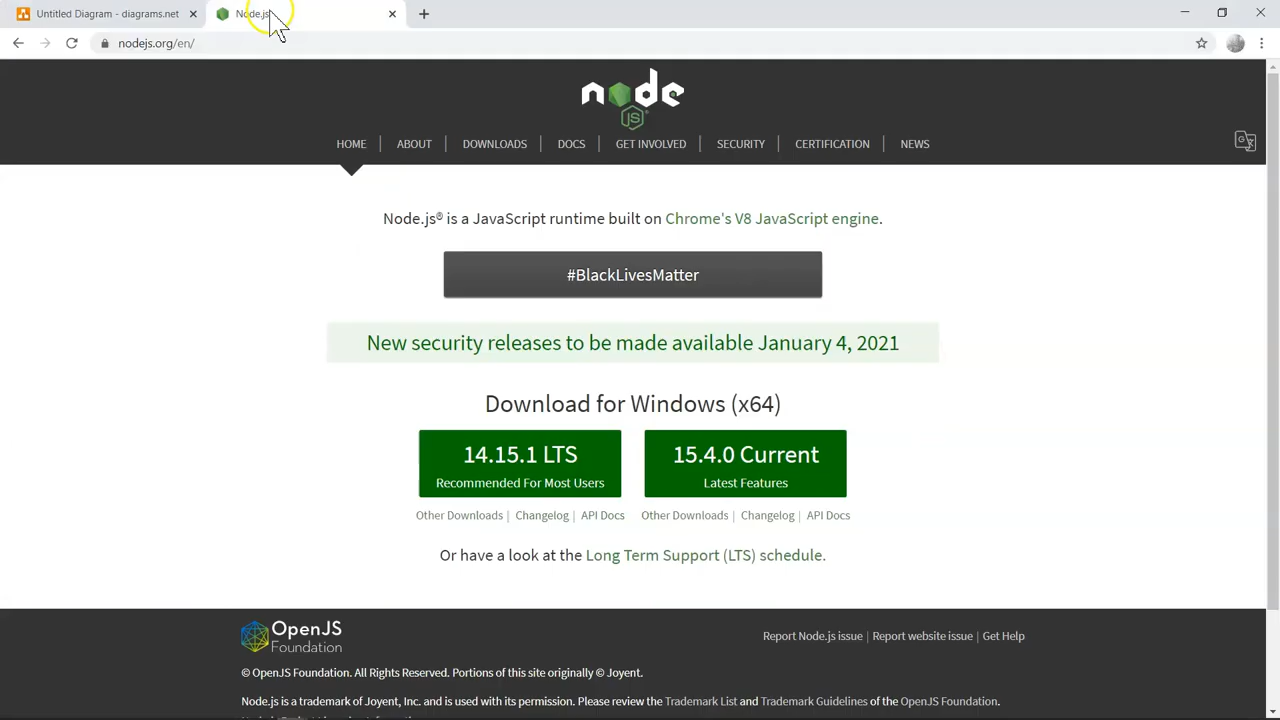 Untitled Diagram - diagrams.net
Node.js
nodejs.org/en/
node
JS
HOME | ABOUT | DOWNLOADS | DOCS | GET INVOLVED | SECURITY | CERTIFICATION | NEWS
Node.js® is a JavaScript runtime built on Chrome's V8 JavaScript engine.
#BlackLivesMatter
New security releases to be made available January 4, 2021
Download for Windows (x64)
14.15.1 LTS
Recommended For Most Users
15.4.0 Current
Latest Features
Other Downloads | Changelog | API Docs
Other Downloads | Changelog | API Docs
Or have a look at the Long Term Support (LTS) schedule.
OpenJS
Foundation
Report Node.js issue | Report website issue | Get Help
© OpenJS Foundation. All Rights Reserved. Portions of this site originally © Joyent.
Node.js is a trademark of Joyent, Inc. and is used with its permission. Please review the Trademark List and Trademark Guidelines of the OpenJS Foundation.